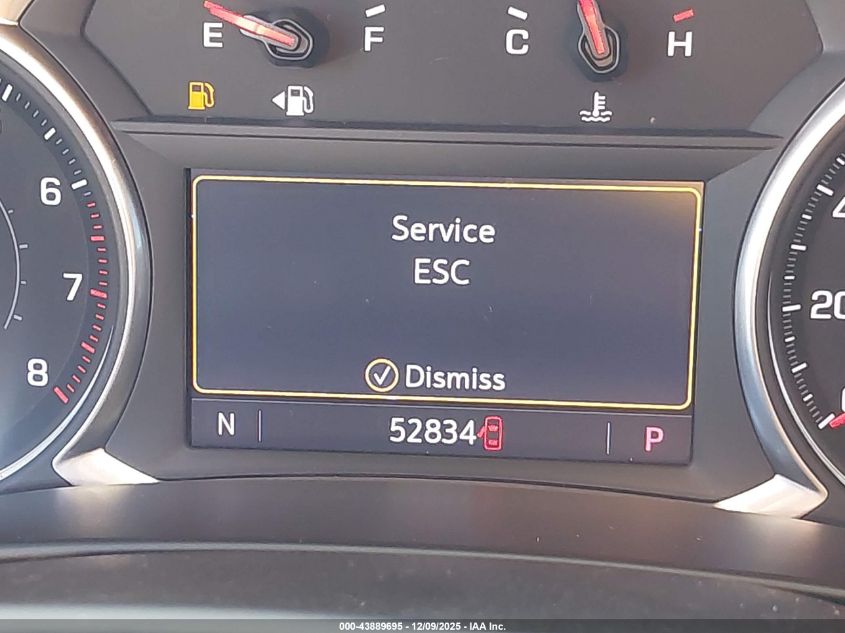 E F C H
6
7
8
Service
ESC
Dismiss
N 52834 P
20
000-43889695 - 12/09/2025 - IAA Inc.